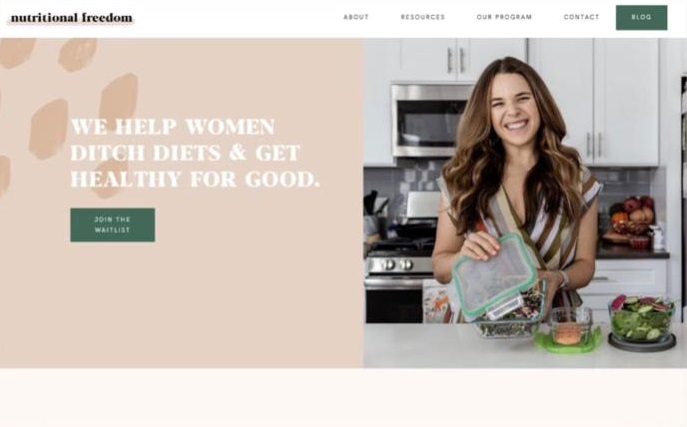 nutritional freedom
ABOUT
RESOURCES
OUR PROGRAM
CONTACT
BLOG
WE HELP WOMEN
DITCH DIETS & GET
HEALTHY FOR GOOD.
JOIN THE
WAITLIST